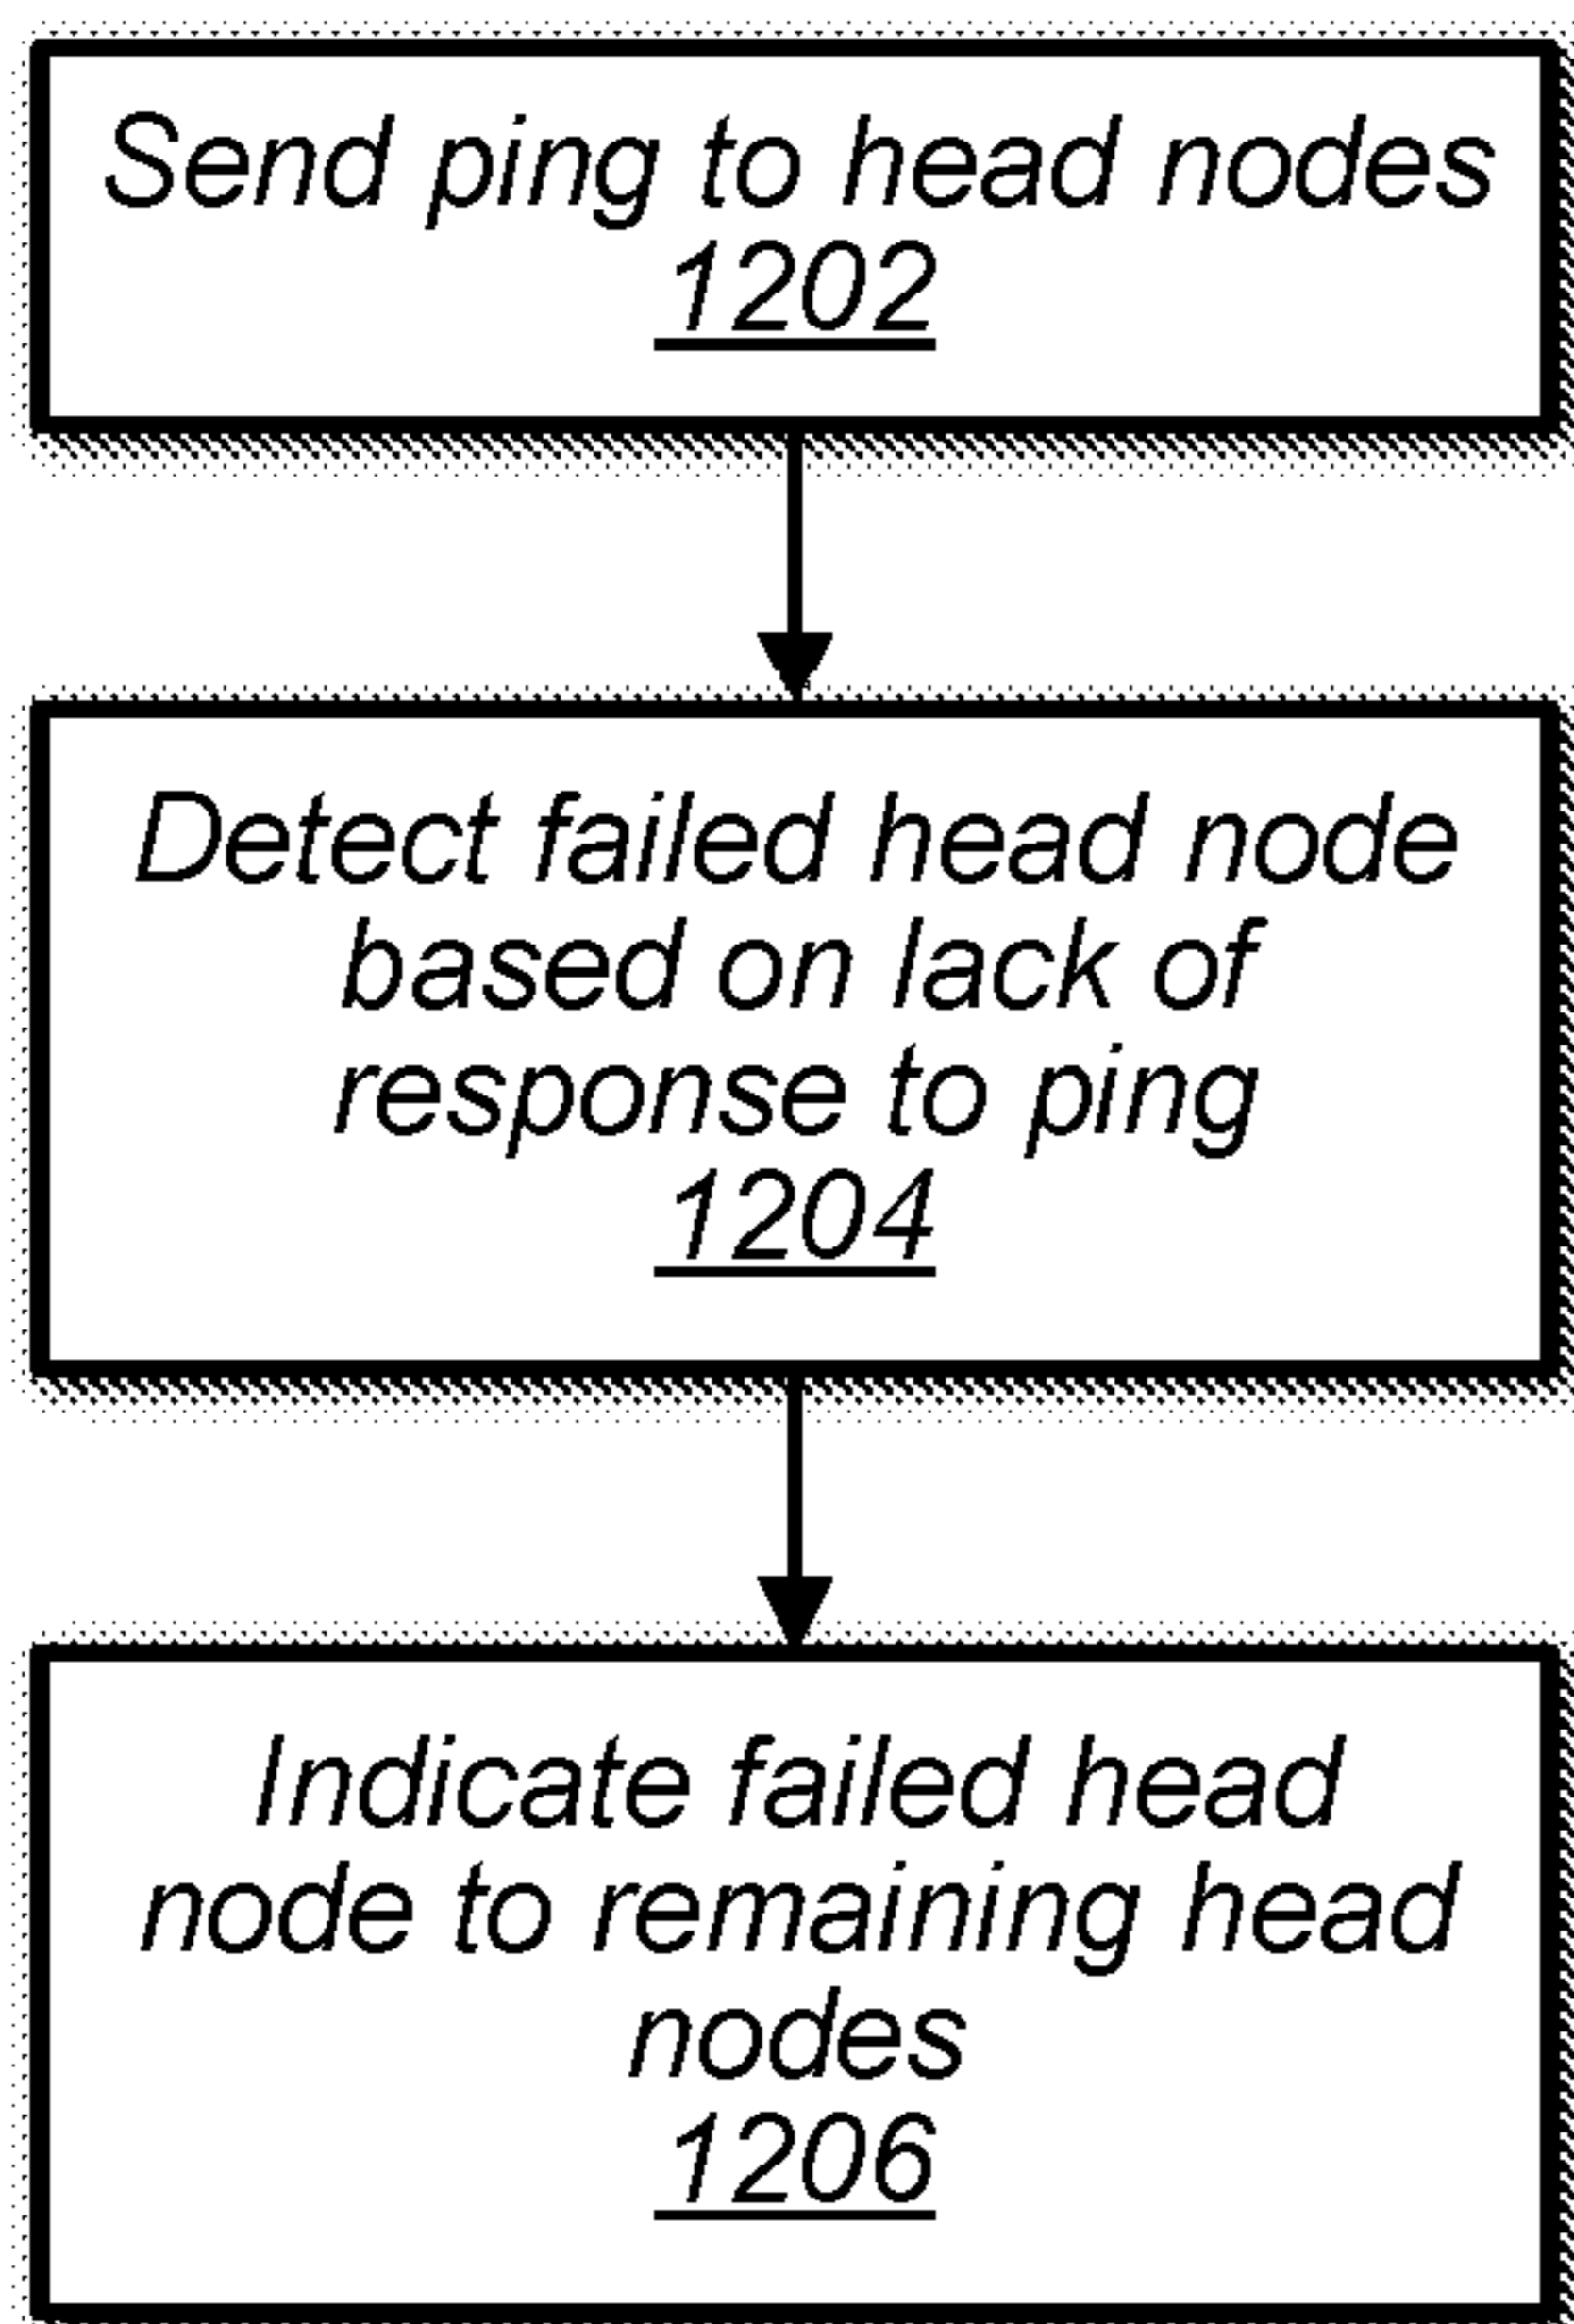 Send ping to head nodes
1202
Detect failed head node
based on lack of
response to ping
1204
Indicate failed head
node to remaining head
nodes
1206